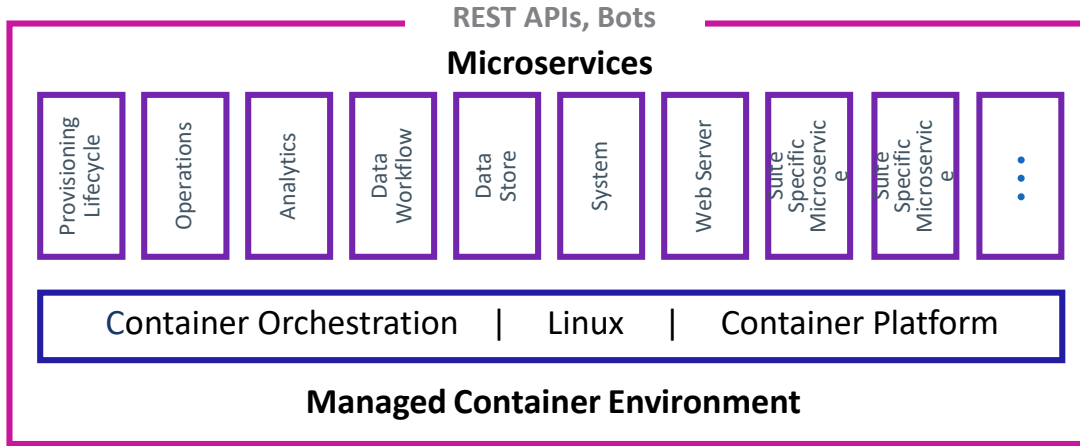 REST APIs, Bots
Microservices
Provisioning
Lifecycle
Operations
Analytics
Data
Workflow
Data
Store
System
Web Server
Suite
Specific
Microservic
e
Suite
Specific
Microservic
e
...
Container Orchestration | Linux | Container Platform
Managed Container Environment